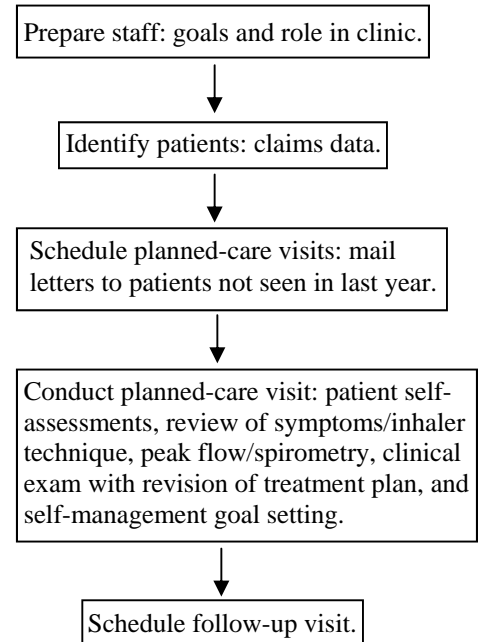 Prepare staff: goals and role in clinic.
Identify patients: claims data.
Schedule planned-care visits: mail
letters to patients not seen in last year.
Conduct planned-care visit: patient self-
assessments, review of symptoms/inhaler
technique, peak flow/spirometry, clinical
exam with revision of treatment plan, and
self-management goal setting.
Schedule follow-up visit.